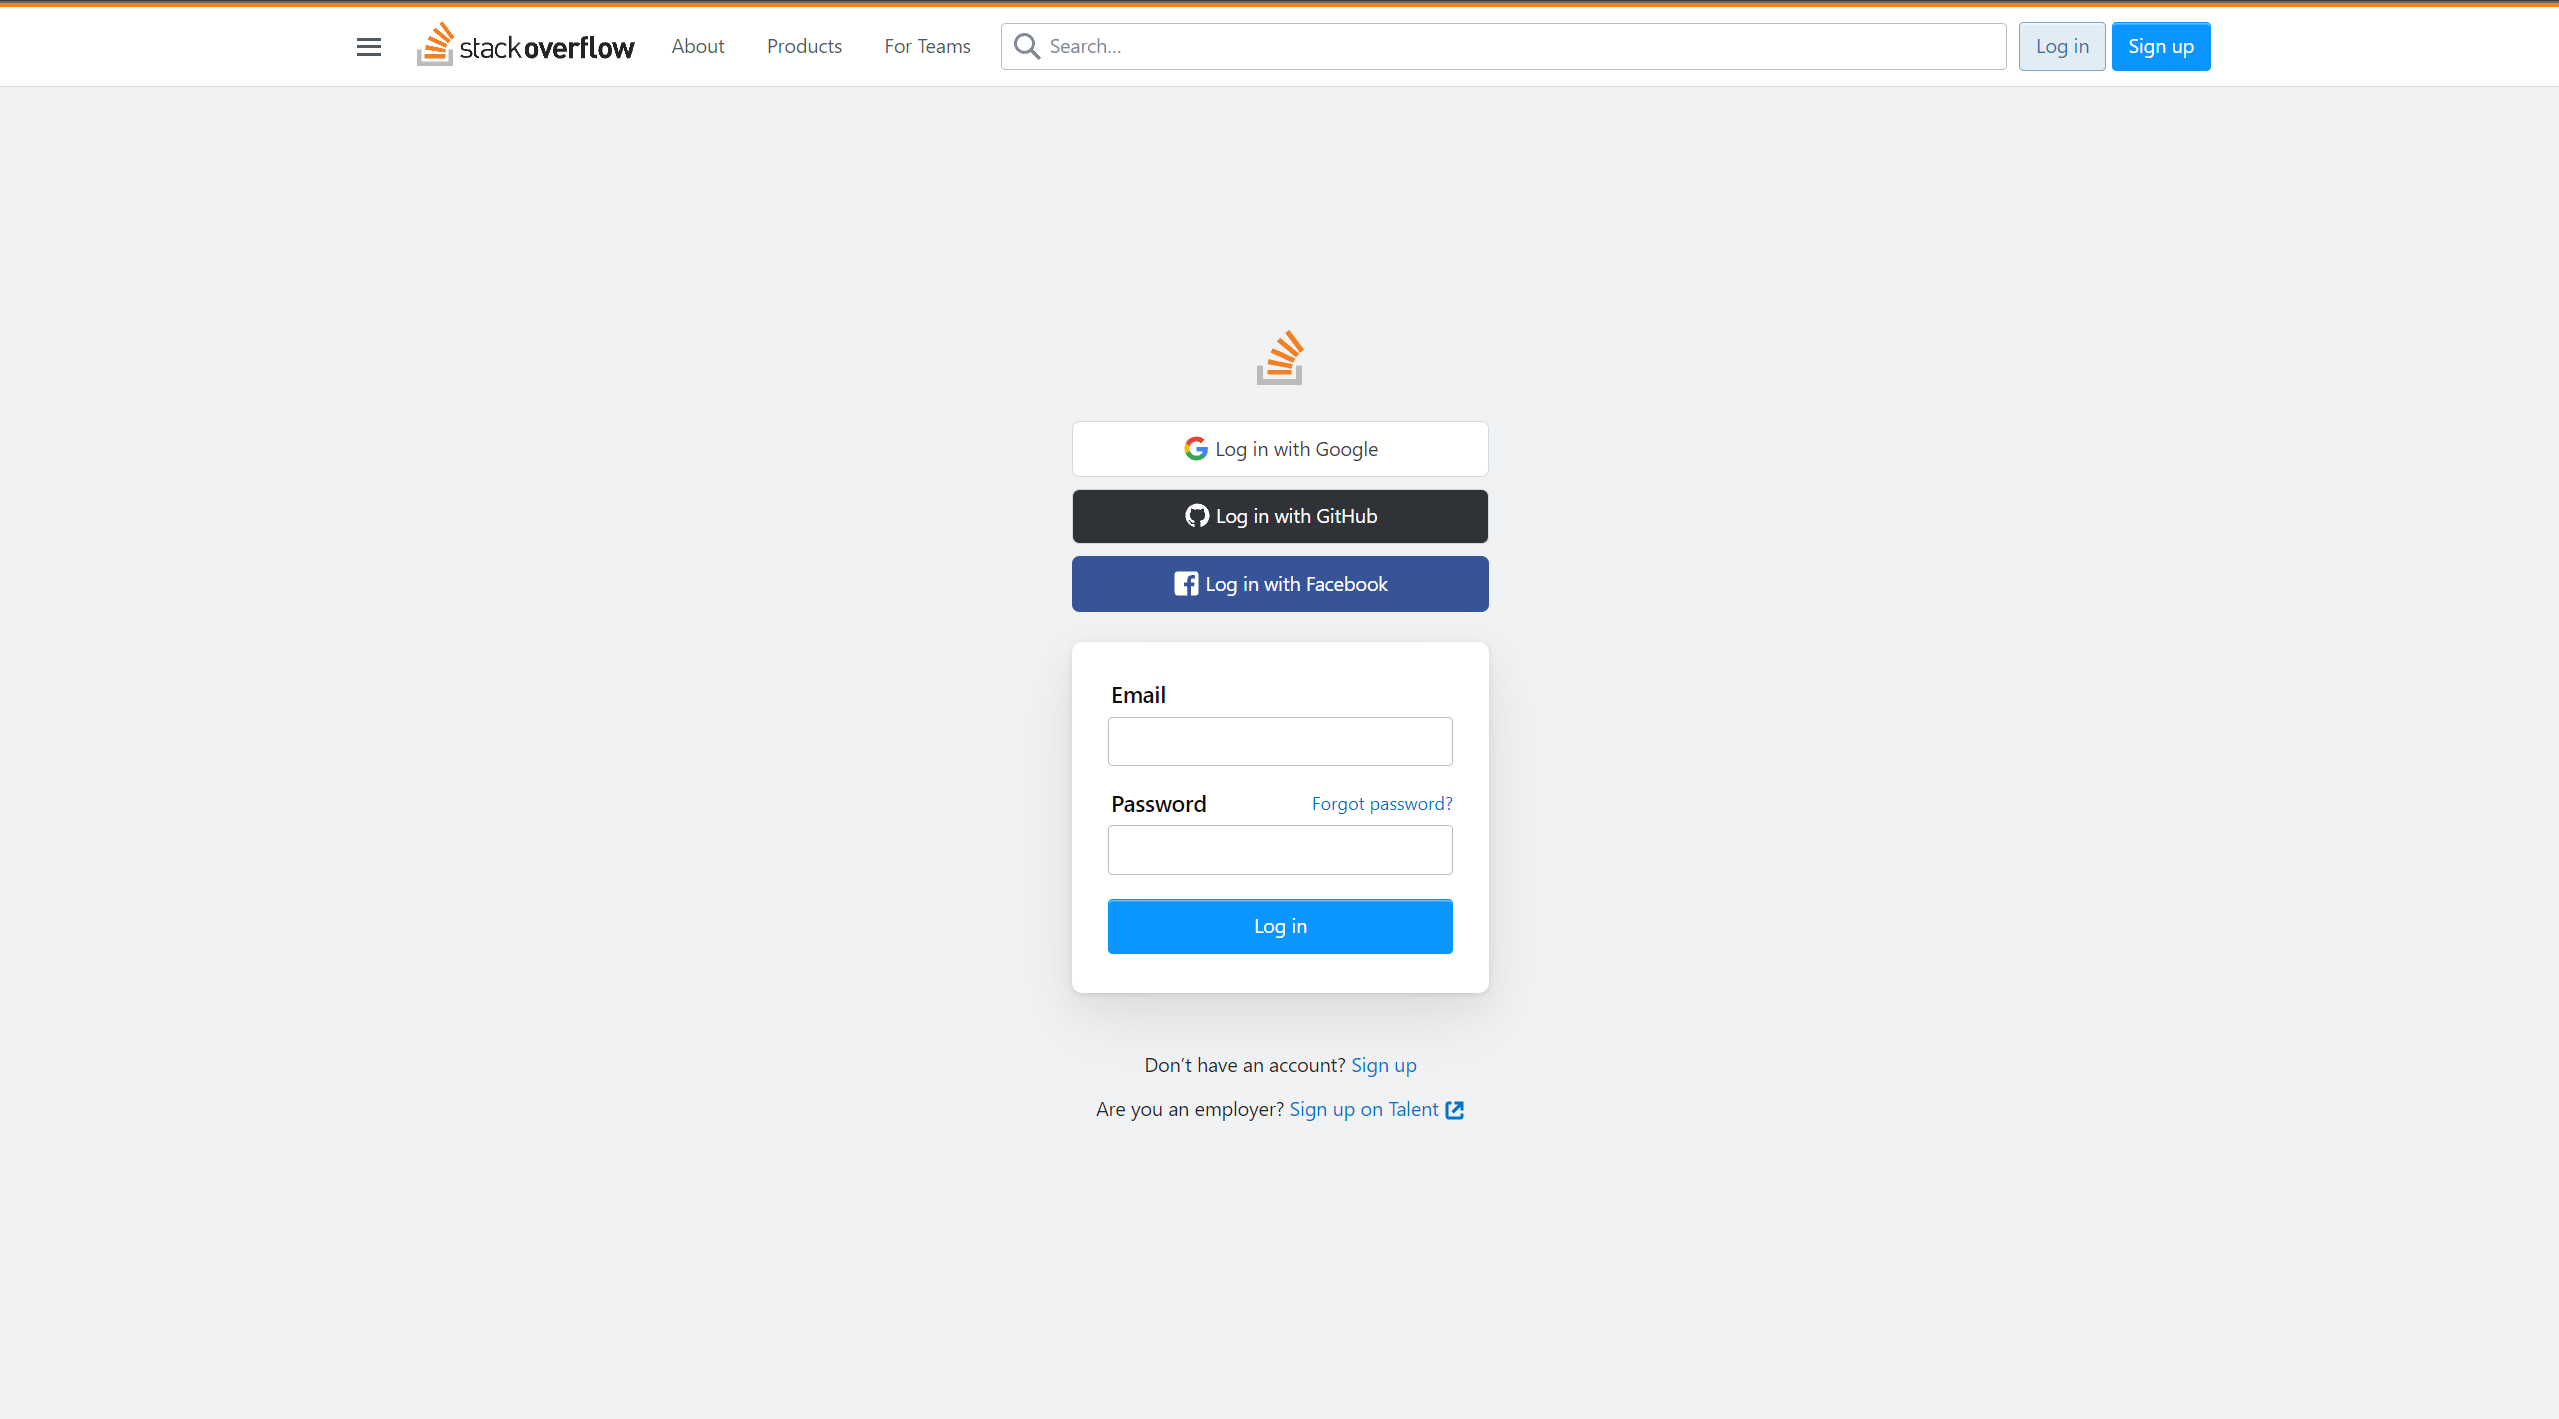 stackoverflow About Products For Teams Search... Log in Sign up
Log in with Google
Log in with GitHub
Log in with Facebook
Email
Password Forgot password?
Log in
Don't have an account? Sign up
Are you an employer? Sign up on Talent